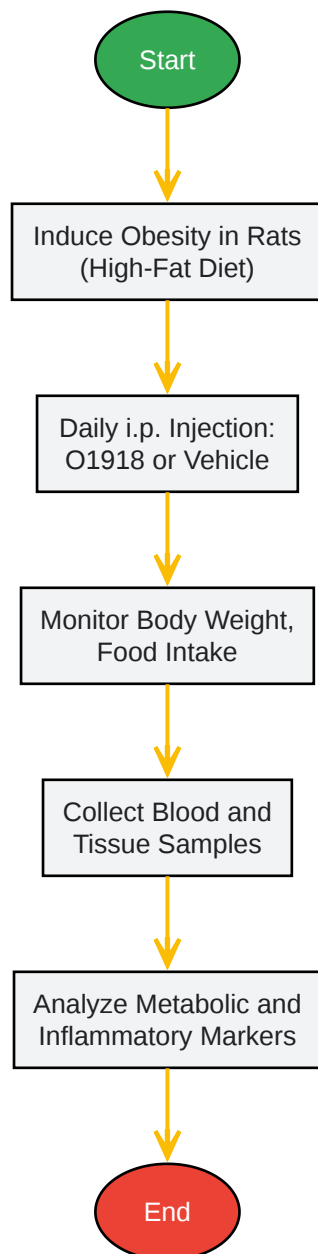 Start
Induce Obesity in Rats
(High-Fat Diet)
Daily i.p. Injection:
O1918 or Vehicle
Monitor Body Weight,
Food Intake
Collect Blood and
Tissue Samples
Analyze Metabolic and
Inflammatory Markers
End